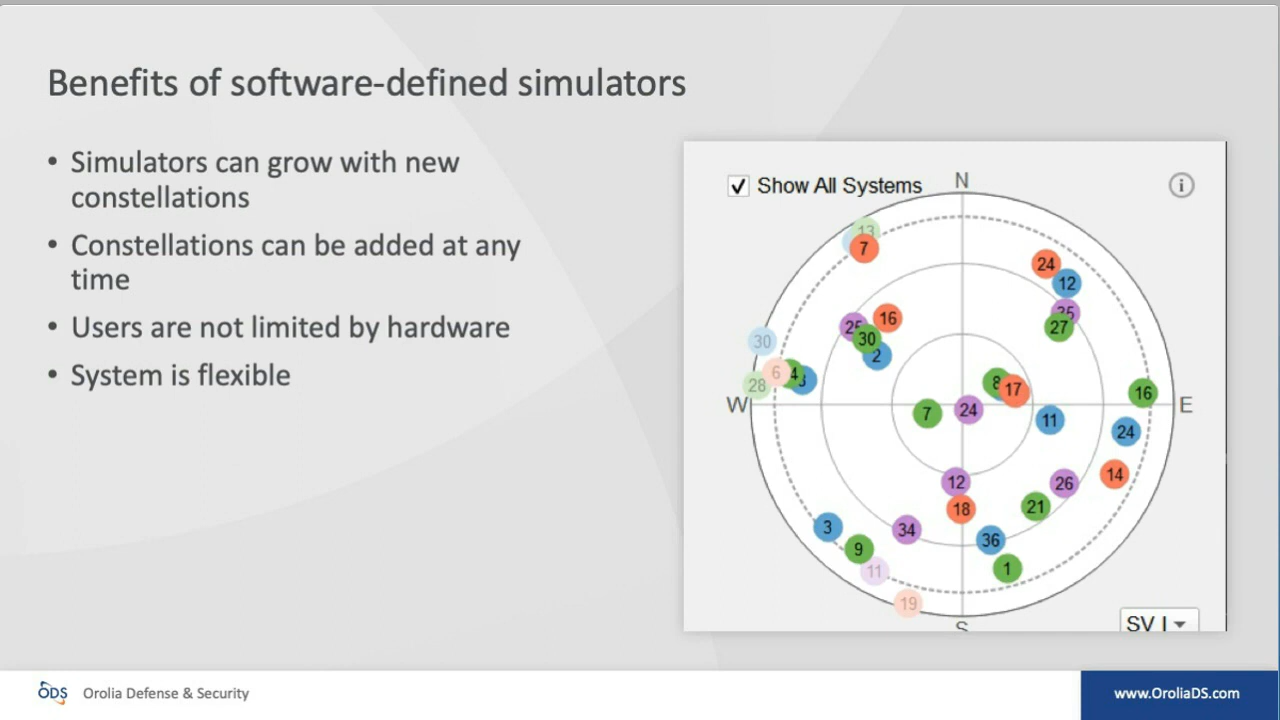 Benefits of software-defined simulators
• Simulators can grow with new
constellations
• Constellations can be added at any
time
• Users are not limited by hardware
• System is flexible
Show All Systems
N
i
13
7
24
12
25
27
16
25
30
2
30
6
4
28
8
17
16
W
E
7
24
11
24
14
12
26
18
21
3
34
36
9
1
11
19
S
SV I
ODS Orolia Defense & Security
www.OroliaDS.com